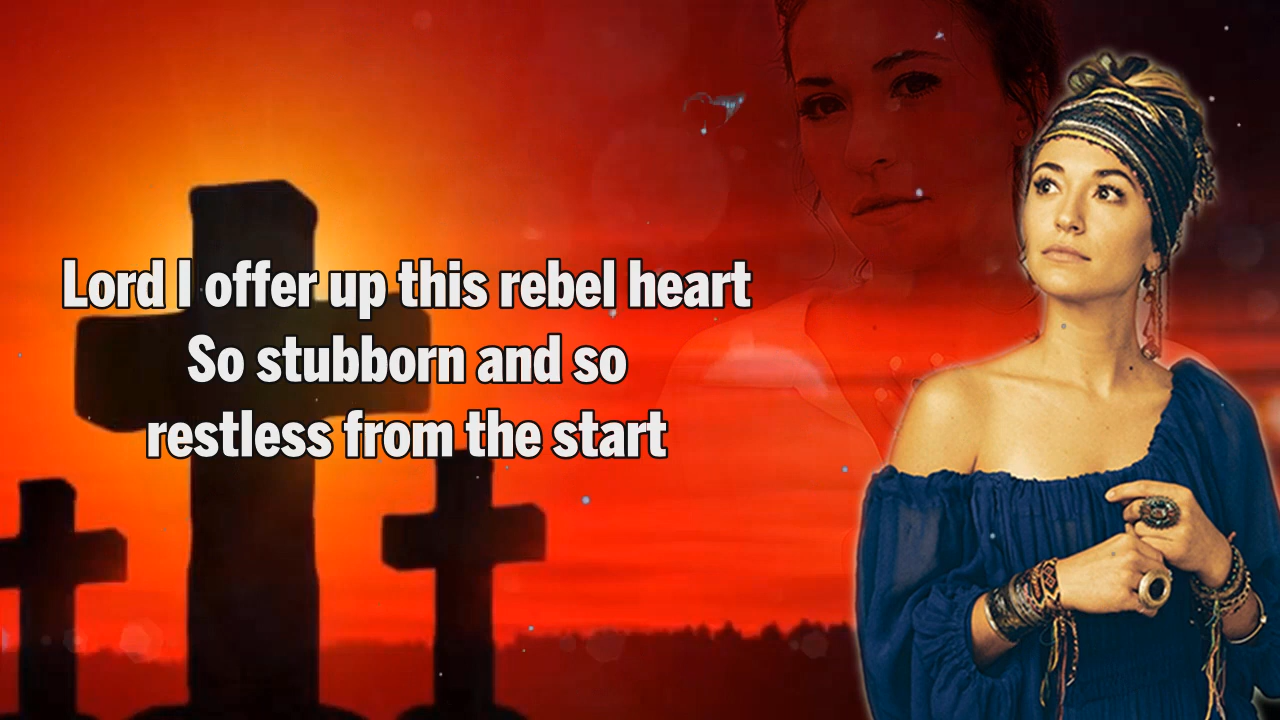 Lord I offer up this rebel heart
So stubborn and so
restless from the start